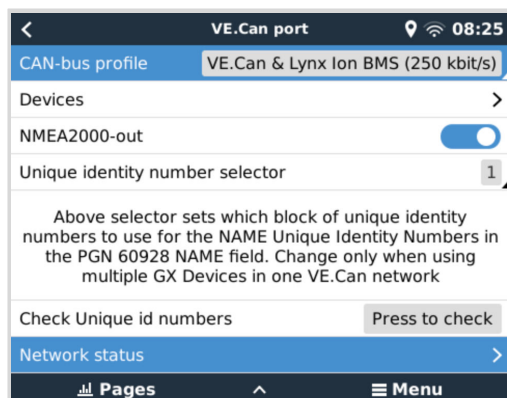 VE.Can port 08:25
CAN-bus profile VE.Can & Lynx Ion BMS (250 kbit/s)
Devices
NMEA2000-out
Unique identity number selector 1
Above selector sets which block of unique identity
numbers to use for the NAME Unique Identity Numbers in
the PGN 60928 NAME field. Change only when using
multiple GX Devices in one VE.Can network
Check Unique id numbers Press to check
Network status
Pages Menu